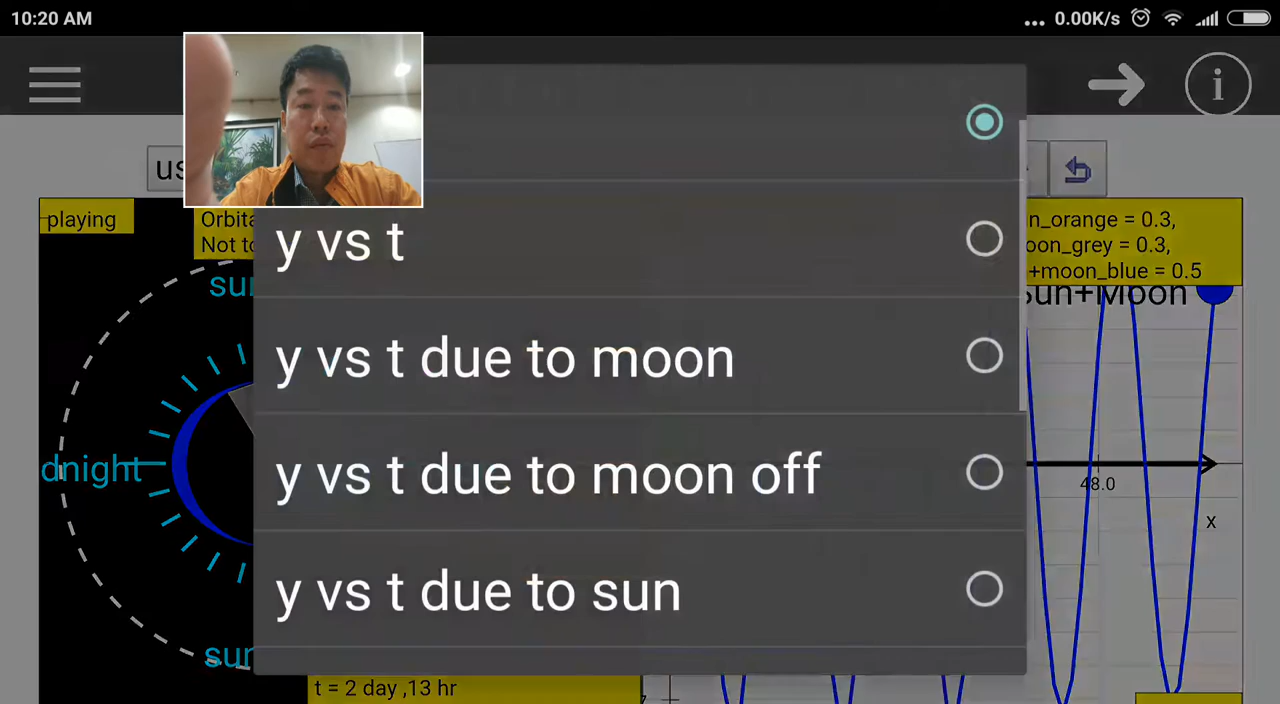 10:20 AM
... 0.00K/s
i
us
playing
Orbita
Not to
n_orange = 0.3,
oon_grey = 0.3,
+moon_blue = 0.5
Sun+Moon
sun
dnight
sun
y vs t
y vs t due to moon
y vs t due to moon off
y vs t due to sun
48.0
x
t = 2 day ,13 hr